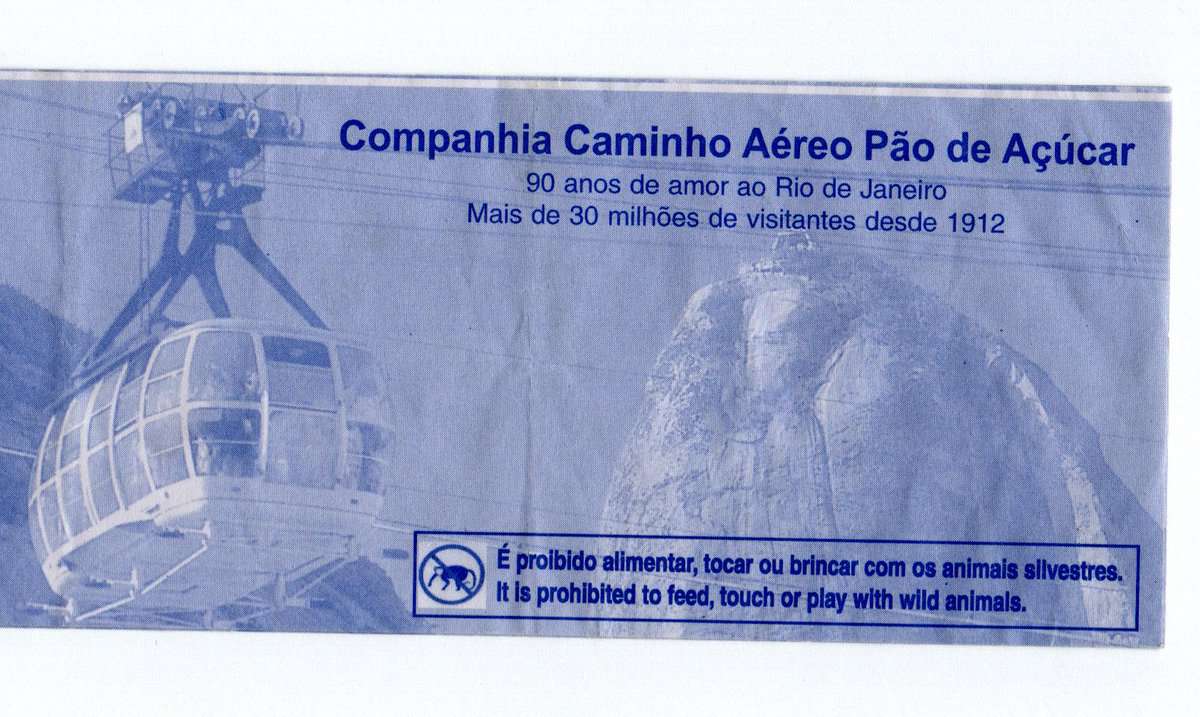 Companhia Caminho Aéreo Pão de Açúcar
90 anos de amor ao Rio de Janeiro
Mais de 30 milhões de visitantes desde 1912
É proibido alimentar, tocar ou brincar com os animais silvestres.
It is prohibited to feed, touch or play with wild animals.